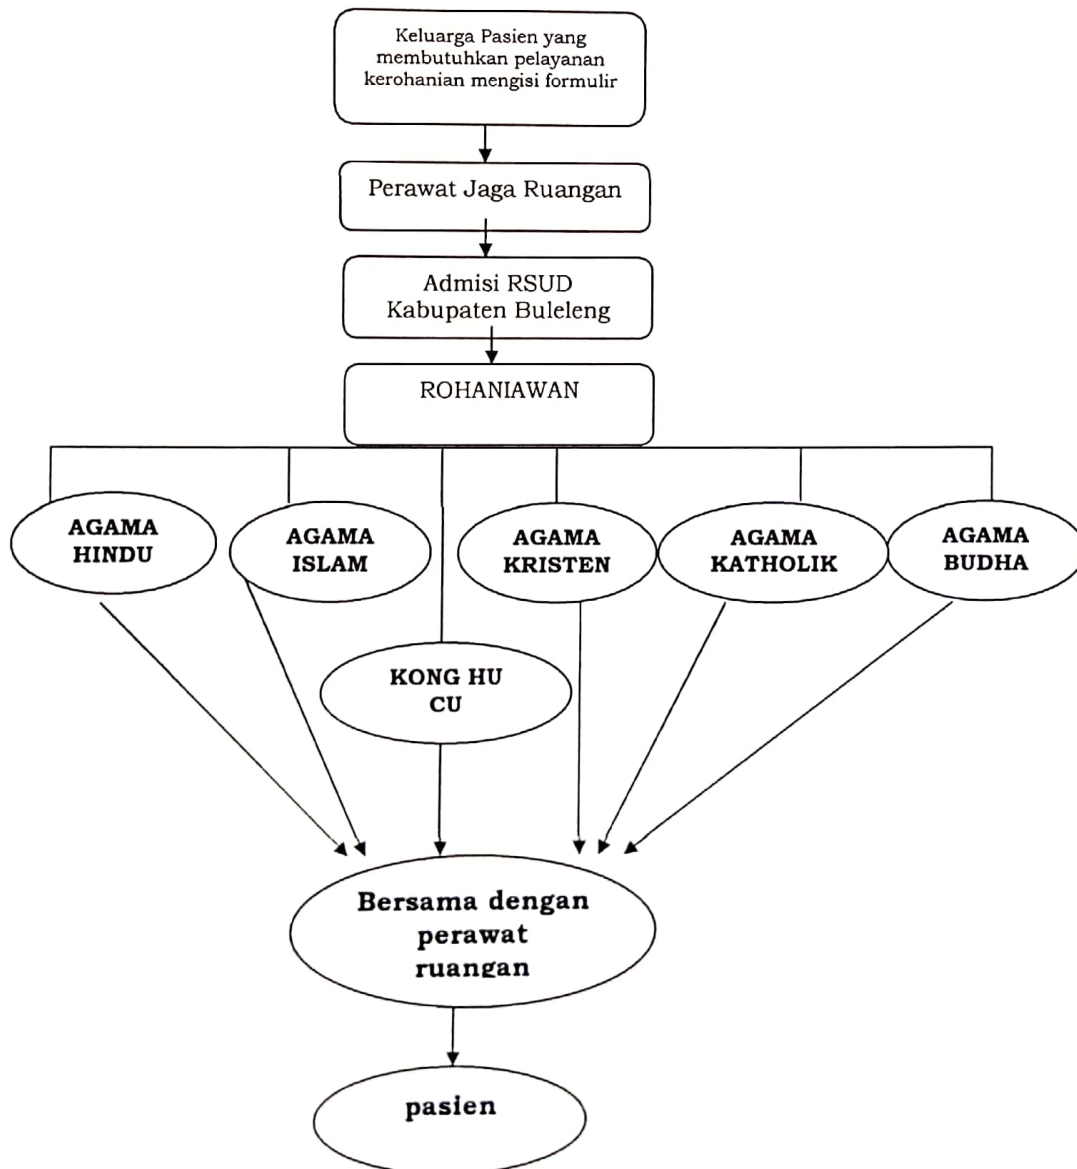 Keluarga Pasien yang
membutuhkan pelayanan
kerohanian mengisi formulir
Perawat Jaga Ruangan
Admisi RSUD
Kabupaten Buleleng
ROHANIAWAN
AGAMA
HINDU
AGAMA
ISLAM
AGAMA
KRISTEN
AGAMA
KATHOLIK
AGAMA
BUDHA
KONG HU
CU
Bersama dengan
perawat
ruangan
pasien